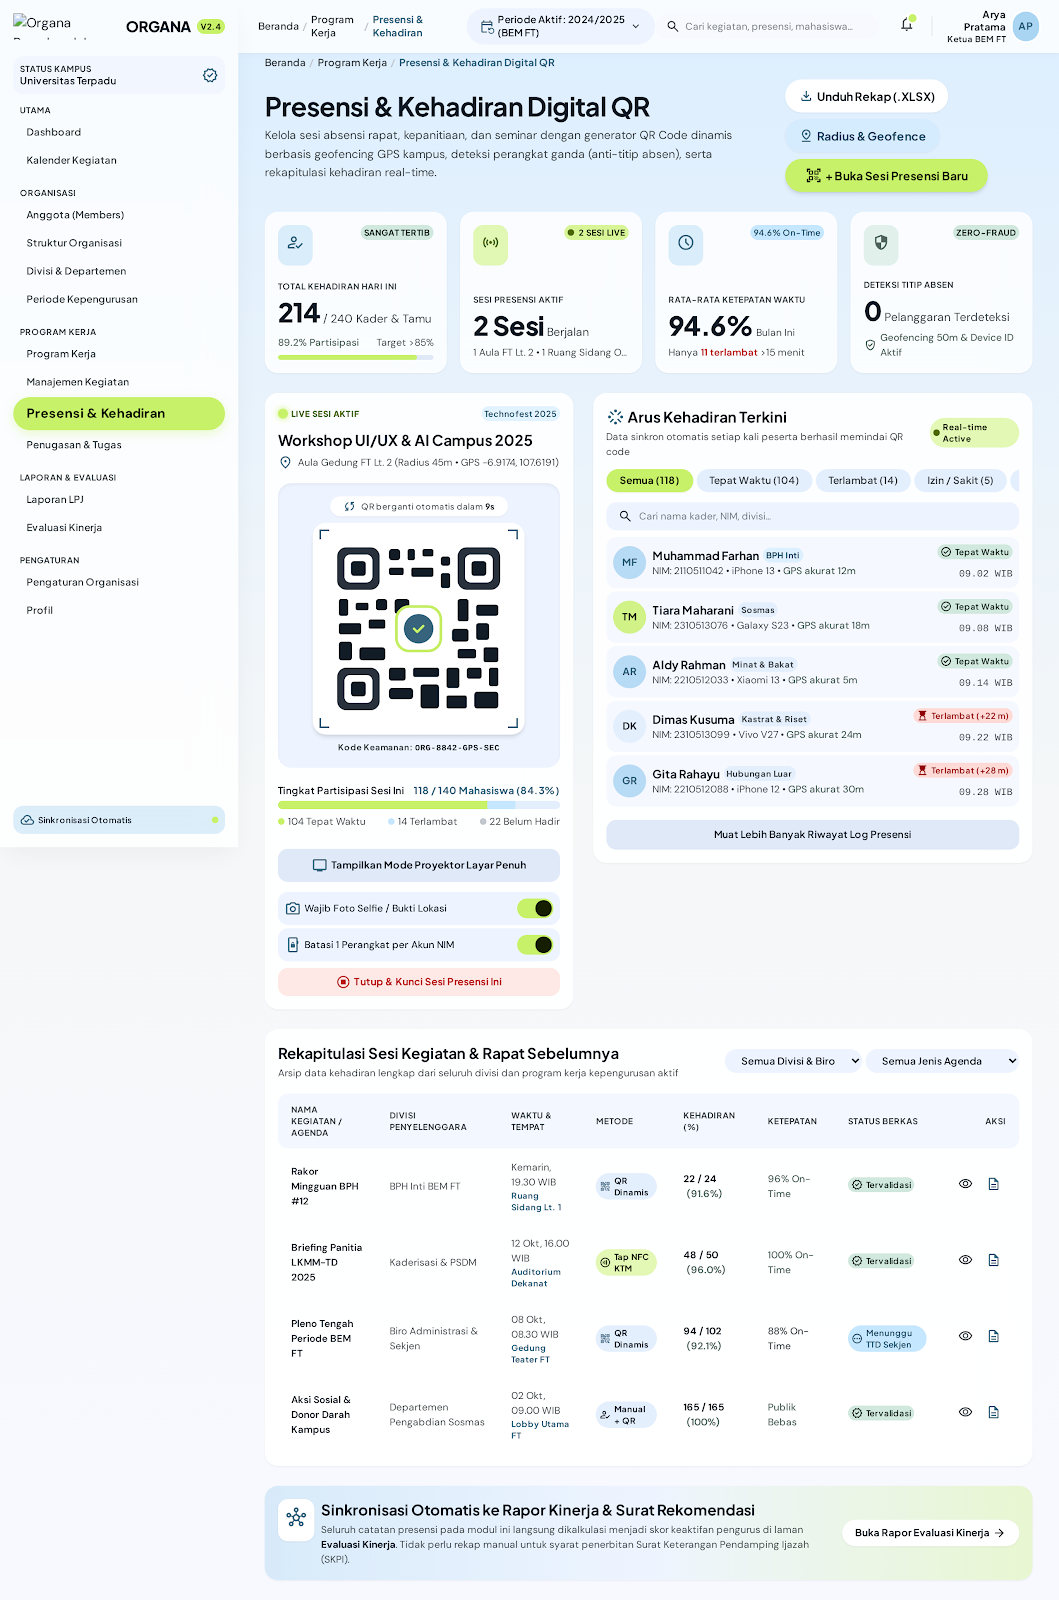 Organa
ORGANA V2.4
STATUS KAMPUS
Universitas Terpadu
UTAMA
Dashboard
Kalender Kegiatan
ORGANISASI
Anggota (Members)
Struktur Organisasi
Divisi & Departemen
Periode Kepengurusan
PROGRAM KERJA
Program Kerja
Manajemen Kegiatan
Presensi & Kehadiran
Penugasan & Tugas
LAPORAN & EVALUASI
Laporan LPJ
Evaluasi Kinerja
PENGATURAN
Pengaturan Organisasi
Profil
Sinkronisasi Otomatis
Beranda / Program Kerja / Presensi & Kehadiran
Periode Aktif: 2024/2025 (BEM FT)
Cari kegiatan, presensi, mahasiswa...
Arya Pratama
Ketua BEM FT
AP
Beranda / Program Kerja / Presensi & Kehadiran Digital QR
Presensi & Kehadiran Digital QR
Kelola sesi absensi rapat, kepanitiaan, dan seminar dengan generator QR Code dinamis
berbasis geofencing GPS kampus, deteksi perangkat ganda (anti-titip absen), serta
rekapitulasi kehadiran real-time.
Unduh Rekap (.XLSX)
Radius & Geofence
+ Buka Sesi Presensi Baru
SANGAT TERTIB
TOTAL KEHADIRAN HARI INI
214 / 240 Kader & Tamu
89.2% Partisipasi Target >85%
2 SESI LIVE
SESI PRESENSI AKTIF
2 Sesi Berjalan
1 Aula FT Lt. 2 • 1 Ruang Sidang O...
94.6% On-Time
RATA-RATA KETEPATAN WAKTU
94.6% Bulan Ini
Hanya 11 terlambat >15 menit
ZERO-FRAUD
DETEKSI TITIP ABSEN
0 Pelanggaran Terdeteksi
Geofencing 50m & Device ID
Aktif
LIVE SESI AKTIF
Technofest 2025
Workshop UI/UX & AI Campus 2025
Aula Gedung FT Lt. 2 (Radius 45m • GPS -6.9174, 107.6191)
QR berganti otomatis dalam 9s
Kode Keamanan: ORG-8842-GPS-SEC
Tingkat Partisipasi Sesi Ini 118 / 140 Mahasiswa (84.3%)
104 Tepat Waktu 14 Terlambat 22 Belum Hadir
Tampilkan Mode Proyektor Layar Penuh
Wajib Foto Selfie / Bukti Lokasi
Batasi 1 Perangkat per Akun NIM
Tutup & Kunci Sesi Presensi Ini
Arus Kehadiran Terkini
Data sinkron otomatis setiap kali peserta berhasil memindai QR
code
Real-time
Active
Semua (118) Tepat Waktu (104) Terlambat (14) Izin / Sakit (5)
Cari nama kader, NIM, divisi...
MF Muhammad Farhan BPH Inti Tepat Waktu
NIM: 2110511042 • iPhone 13 • GPS akurat 12m 09.02 WIB
TM Tiara Maharani Sosmas Tepat Waktu
NIM: 2310513076 • Galaxy S23 • GPS akurat 18m 09.08 WIB
AR Aldy Rahman Minat & Bakat Tepat Waktu
NIM: 2210512033 • Xiaomi 13 • GPS akurat 5m 09.14 WIB
DK Dimas Kusuma Kastrat & Riset Terlambat (+22 m)
NIM: 2310513099 • Vivo V27 • GPS akurat 24m 09.22 WIB
GR Gita Rahayu Hubungan Luar Terlambat (+28 m)
NIM: 2210512088 • iPhone 12 • GPS akurat 30m 09.28 WIB
Muat Lebih Banyak Riwayat Log Presensi
Rekapitulasi Sesi Kegiatan & Rapat Sebelumnya
Arsip data kehadiran lengkap dari seluruh divisi dan program kerja kepengurusan aktif
Semua Divisi & Biro
Semua Jenis Agenda
NAMA KEGIATAN / AGENDA DIVISI PENYELENGGARA WAKTU & TEMPAT METODE KEHADIRAN (%) KETEPATAN STATUS BERKAS AKSI
Rakor Mingguan BPH #12 BPH Inti BEM FT Kemarin, 19.30 WIB Ruang Sidang Lt. 1 QR Dinamis 22 / 24 (91.6%) 96% On-Time Tervalidasi
Briefing Panitia LKMM-TD 2025 Kaderisasi & PSDM 12 Okt, 16.00 WIB Auditorium Dekanat Tap NFC KTM 48 / 50 (96.0%) 100% On-Time Tervalidasi
Pleno Tengah Periode BEM FT Biro Administrasi & Sekjen 08 Okt, 08.30 WIB Gedung Teater FT QR Dinamis 94 / 102 (92.1%) 88% On-Time Menunggu TTD Sekjen
Aksi Sosial & Donor Darah Kampus Departemen Pengabdian Sosmas 02 Okt, 09.00 WIB Lobby Utama FT Manual + QR 165 / 165 (100%) Publik Bebas Tervalidasi
Sinkronisasi Otomatis ke Rapor Kinerja & Surat Rekomendasi
Seluruh catatan presensi pada modul ini langsung dikalkulasi menjadi skor keaktifan pengurus di laman
Evaluasi Kinerja. Tidak perlu rekap manual untuk syarat penerbitan Surat Keterangan Pendamping Ijazah
(SKPI).
Buka Rapor Evaluasi Kinerja →